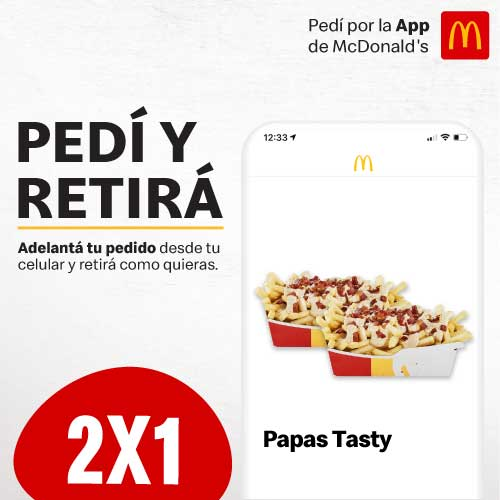 Pedí por la App
de McDonald's
PEDÍ Y
RETIRÁ
Adelantá tu pedido desde tu
celular y retirá como quieras.
12:33
Papas Tasty
2X1